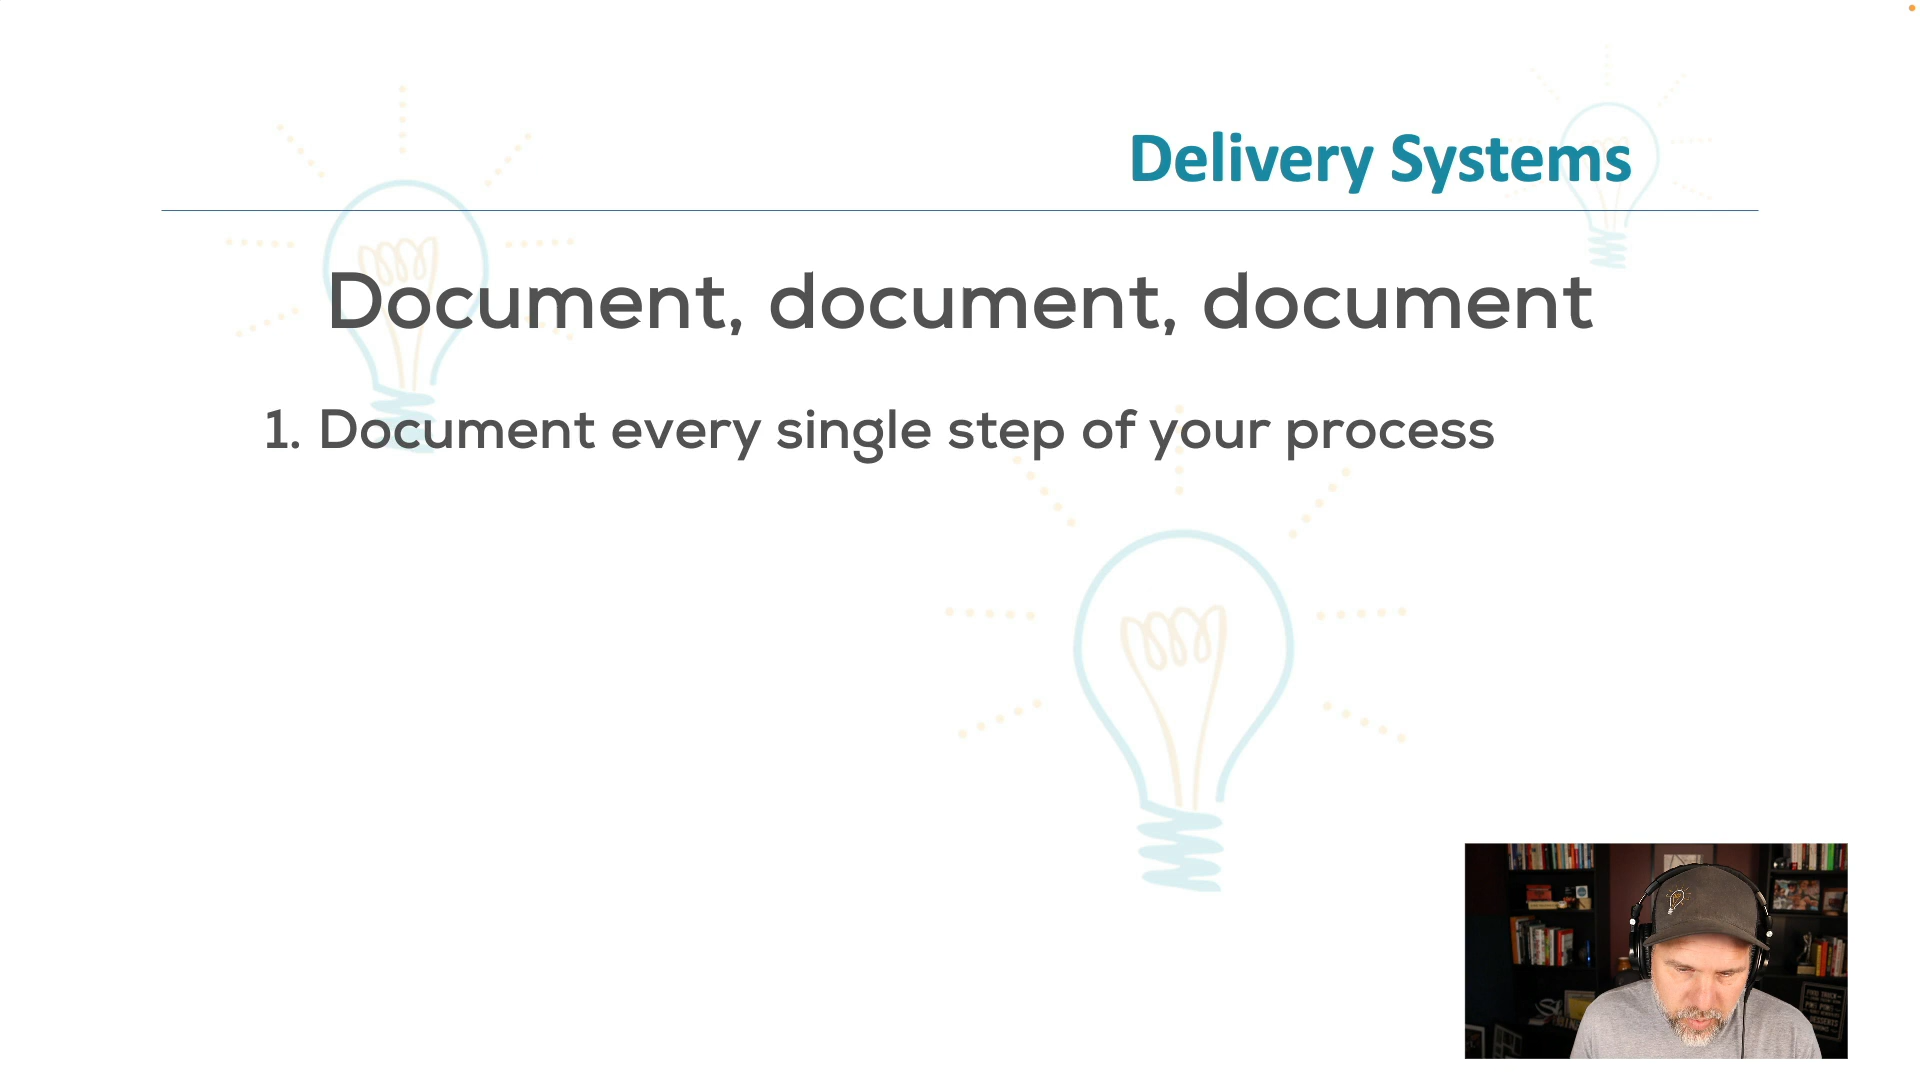 Delivery Systems
Document, document, document
1. Document every single step of your process